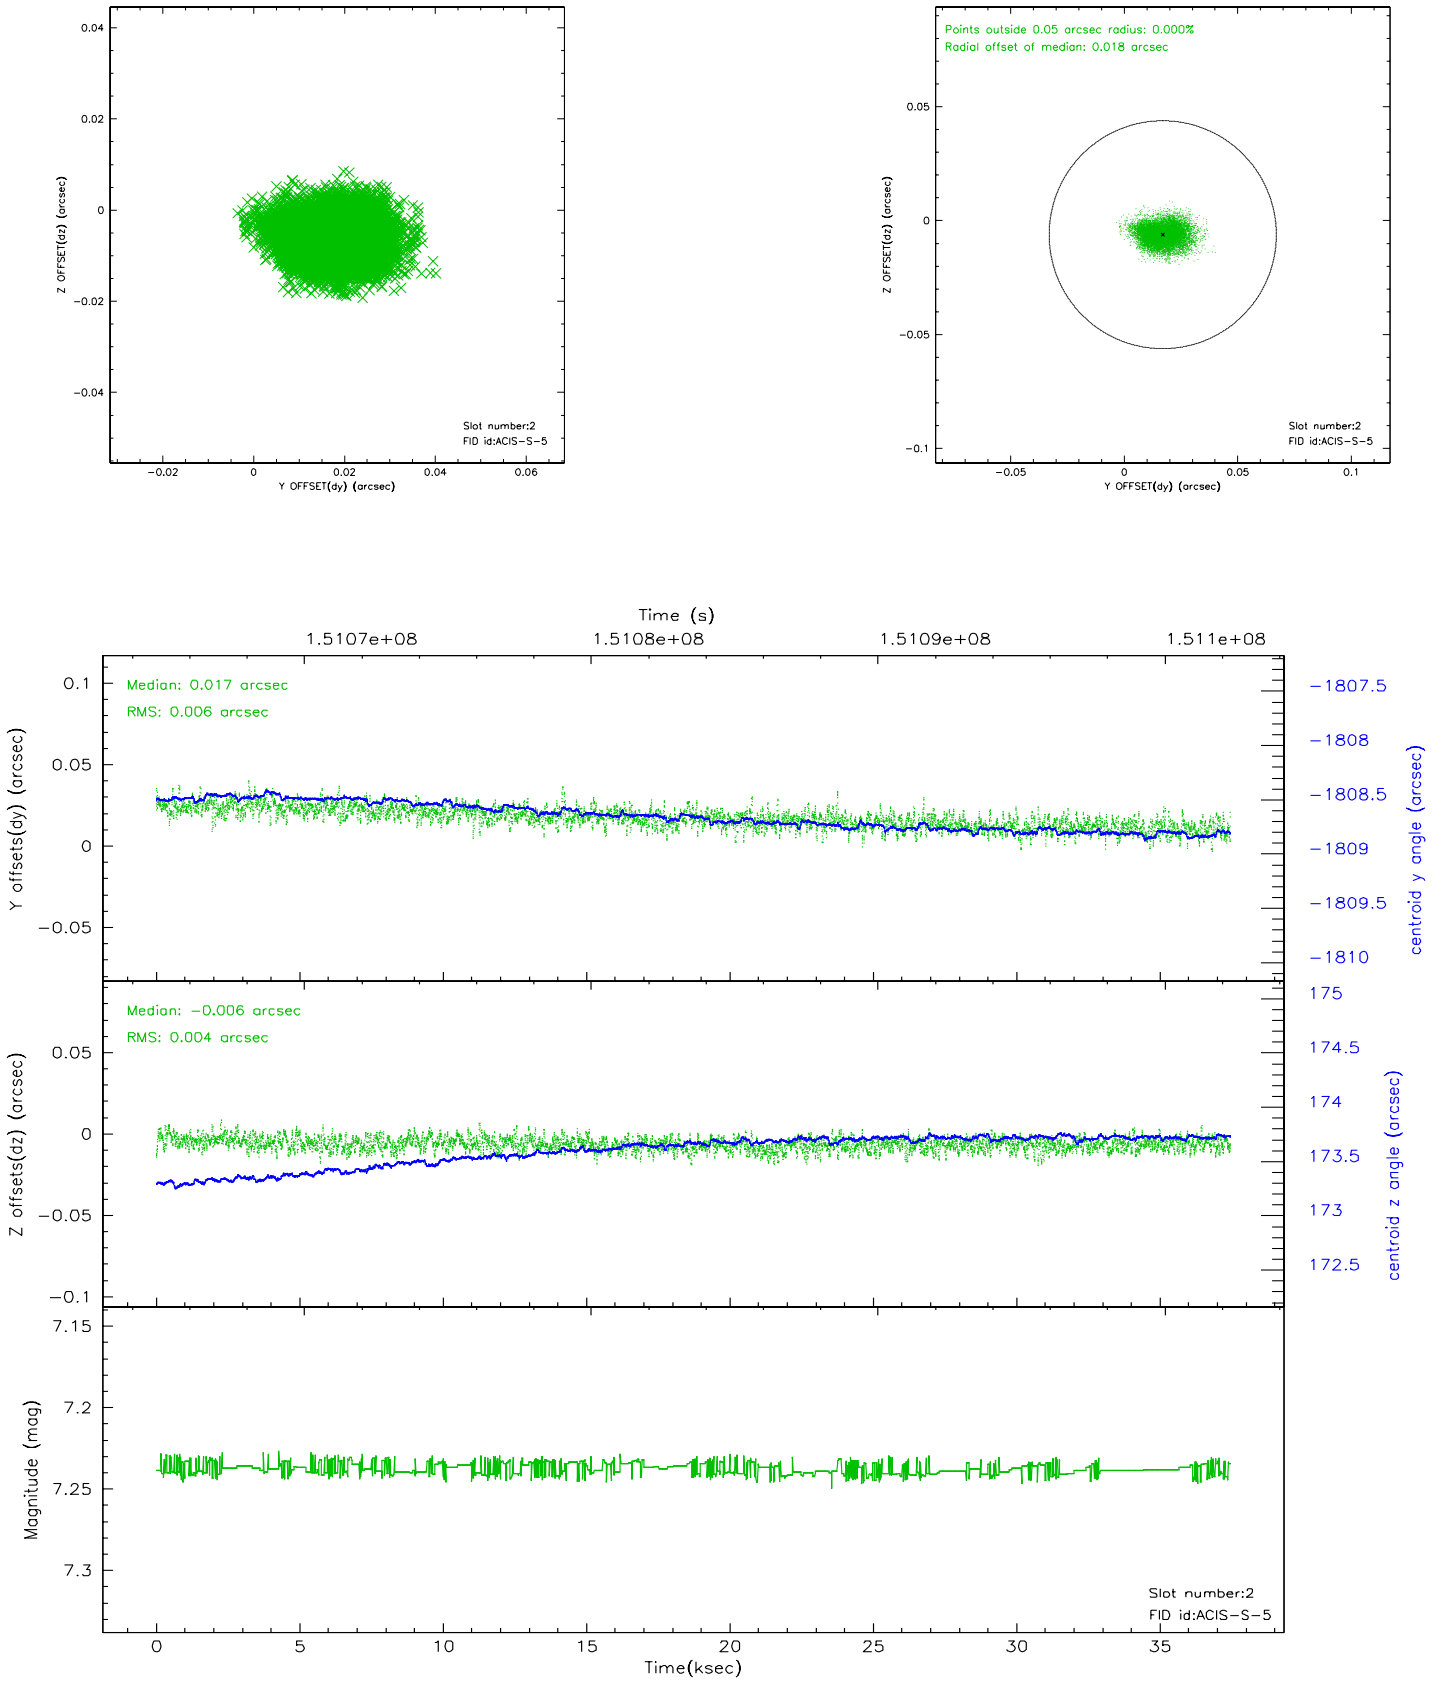 0.04
0.02
0
−0.02
−0.04
Z OFFSET(dz) (arcsec)
Slot number:2
FID id:ACIS−S−5
−0.02 0 0.02 0.04 0.06
Y OFFSET(dy) (arcsec)
Points outside 0.05 arcsec radius: 0.000%
Radial offset of median: 0.018 arcsec
0.05
0
−0.05
−0.1
Z OFFSET(dz) (arcsec)
Slot number:2
FID id:ACIS−S−5
−0.05 0 0.05 0.1
Y OFFSET(dy) (arcsec)
Time (s)
1.5107e+08 1.5108e+08 1.5109e+08 1.511e+08
Median: 0.017 arcsec
RMS: 0.006 arcsec
0.1
0.05
0
−0.05
Y offsets(dy) (arcsec)
−1807.5
−1808
−1808.5
−1809
−1809.5
−1810
centroid y angle (arcsec)
Median: −0.006 arcsec
RMS: 0.004 arcsec
0.05
0
−0.05
−0.1
Z offsets(dz) (arcsec)
175
174.5
174
173.5
173
172.5
centroid z angle (arcsec)
7.15
7.2
7.25
7.3
Magnitude (mag)
Slot number:2
FID id:ACIS−S−5
0 5 10 15 20 25 30 35
Time(ksec)